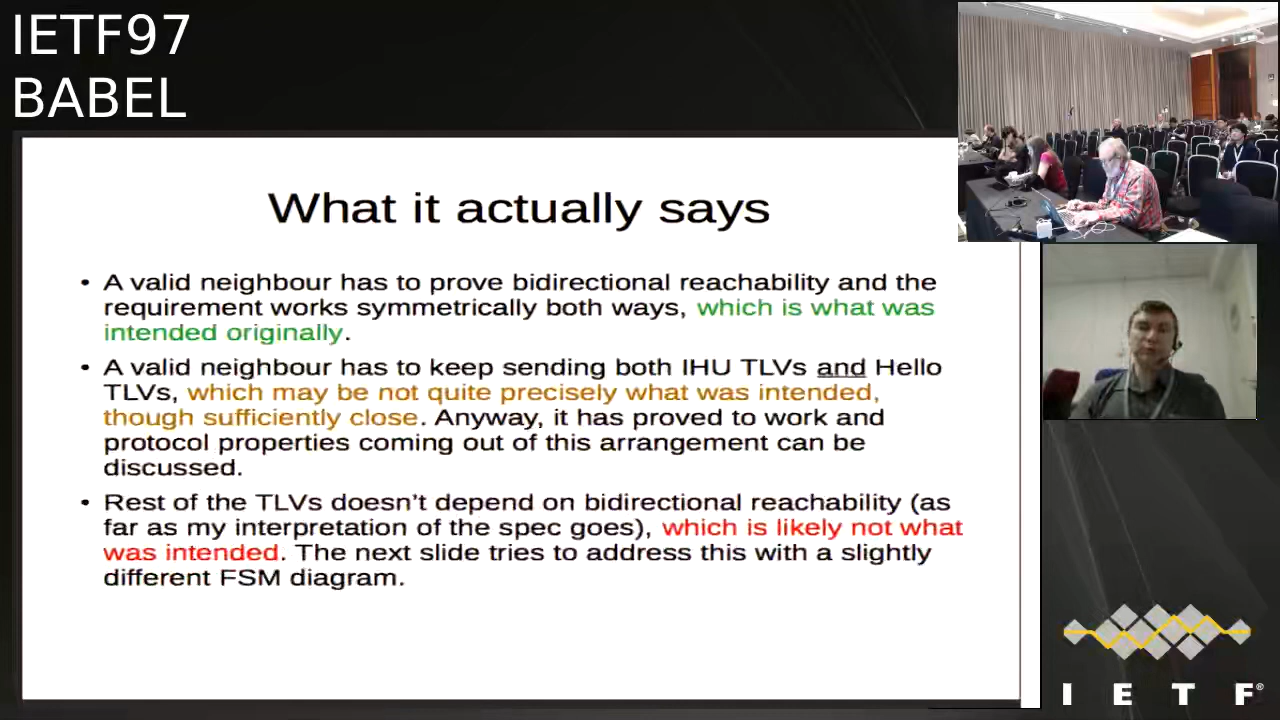 IETF97
BABEL
What it actually says
• A valid neighbour has to prove bidirectional reachability and the
requirement works symmetrically both ways, which is what was
intended originally.
• A valid neighbour has to keep sending both IHU TLVs and Hello
TLVs, which may be not quite precisely what was intended,
though sufficiently close. Anyway, it has proved to work and
protocol properties coming out of this arrangement can be
discussed.
• Rest of the TLVs doesn't depend on bidirectional reachability (as
far as my interpretation of the spec goes), which is likely not what
was intended. The next slide tries to address this with a slightly
different FSM diagram.
I E T F®